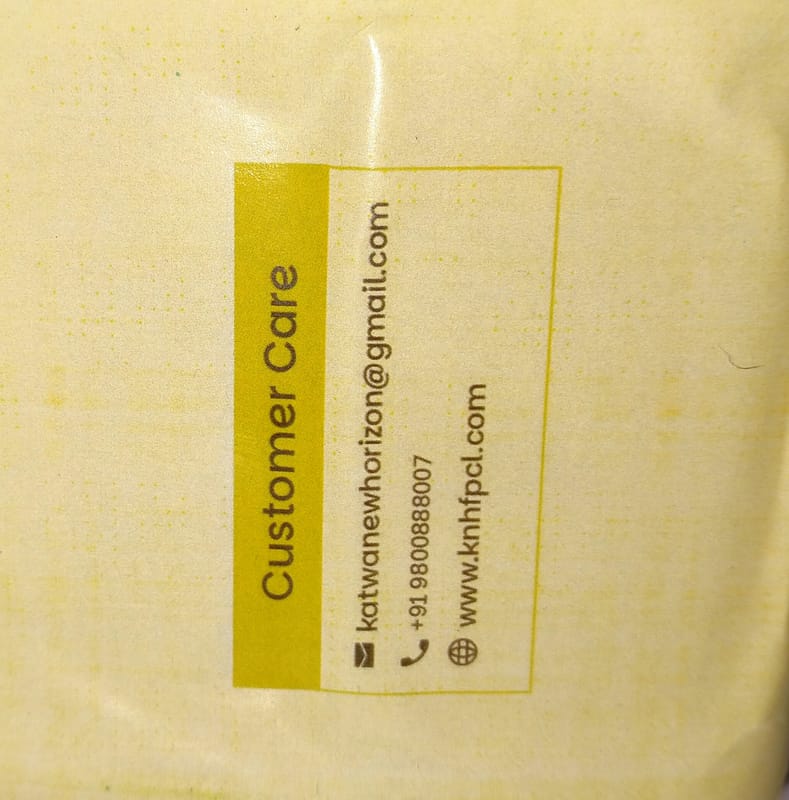 Customer Care
katwanewhorizon@gmail.com
+91 9800888007
www.knhfpcl.com